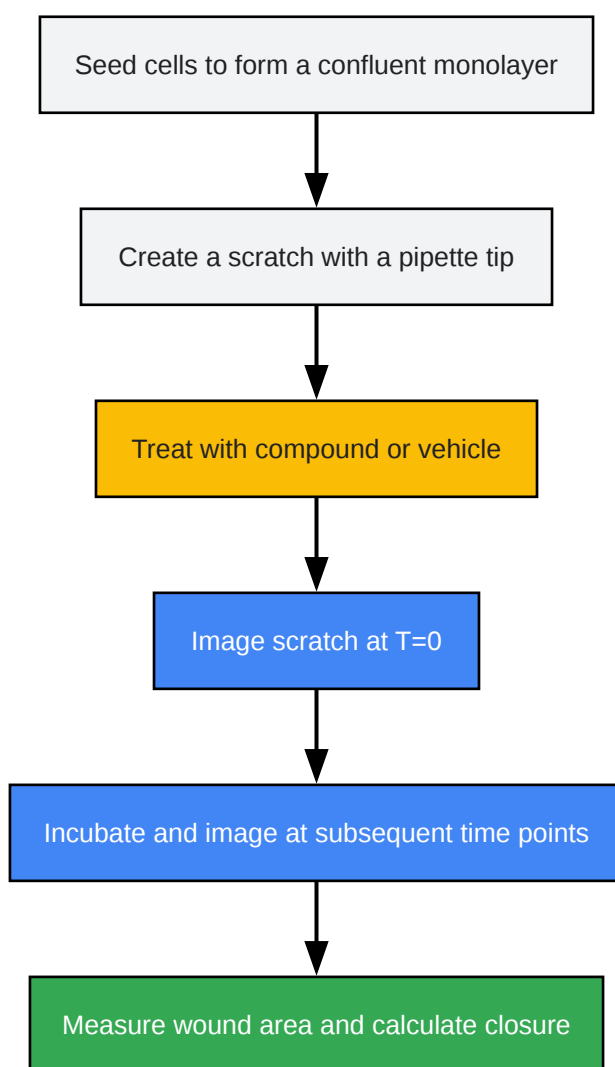 Seed cells to form a confluent monolayer
Create a scratch with a pipette tip
Treat with compound or vehicle
Image scratch at T=0
Incubate and image at subsequent time points
Measure wound area and calculate closure